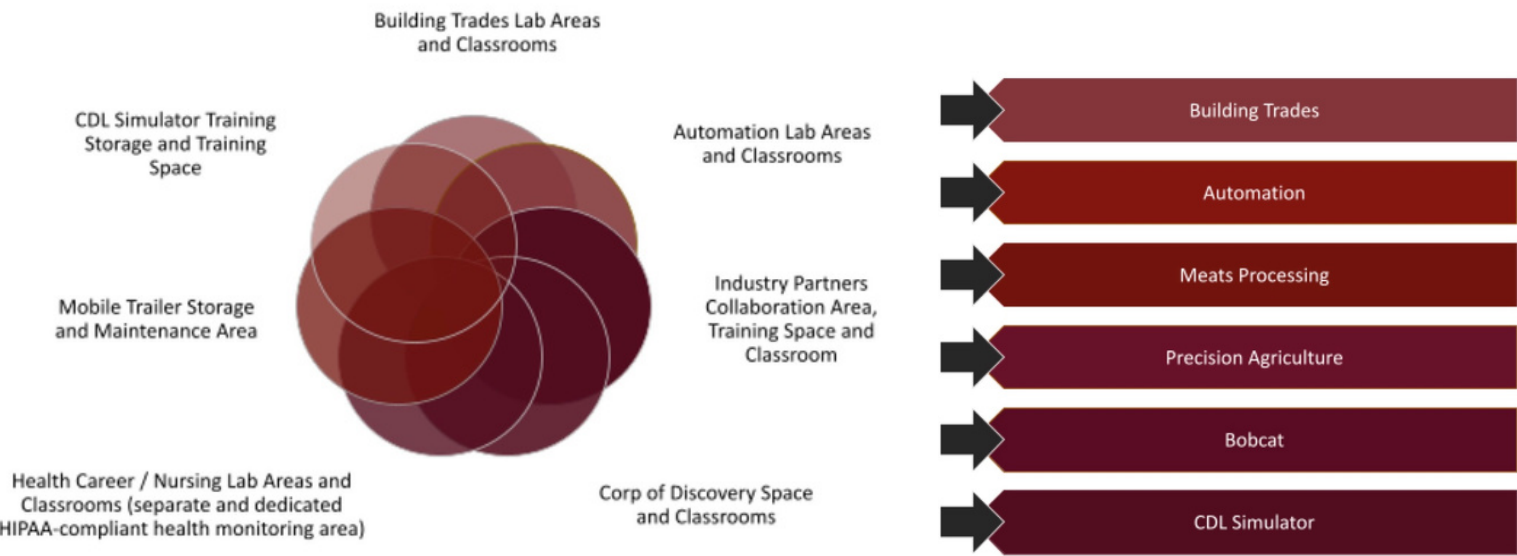 Building Trades Lab Areas
and Classrooms
CDL Simulator Training
Storage and Training
Space
Automation Lab Areas
and Classrooms
Mobile Trailer Storage
and Maintenance Area
Industry Partners
Collaboration Area,
Training Space and
Classroom
Health Career / Nursing Lab Areas and
Classrooms (separate and dedicated
HIPAA-compliant health monitoring area)
Corp of Discovery Space
and Classrooms
Building Trades
Automation
Meats Processing
Precision Agriculture
Bobcat
CDL Simulator